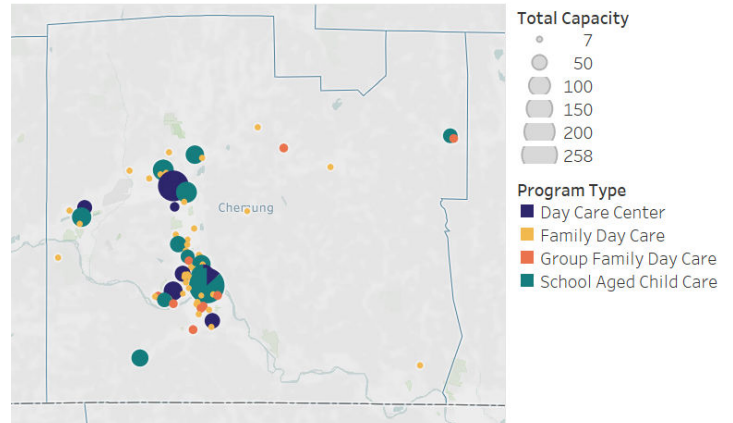 Total Capacity
7
50
100
150
200
258
Program Type
Day Care Center
Family Day Care
Group Family Day Care
School Aged Child Care
Chemung